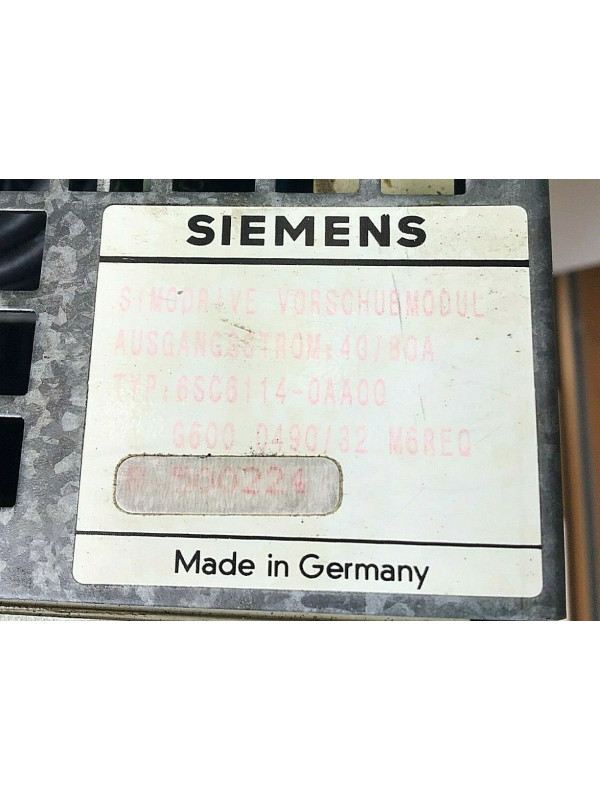 SIEMENS
SIMODRIVE VORSCHUBMODUL
AUSGANGSSTROM: 40/80A
TYP: 6SC6114-0AA00
G600 0490/32 M6REQ
Made in Germany